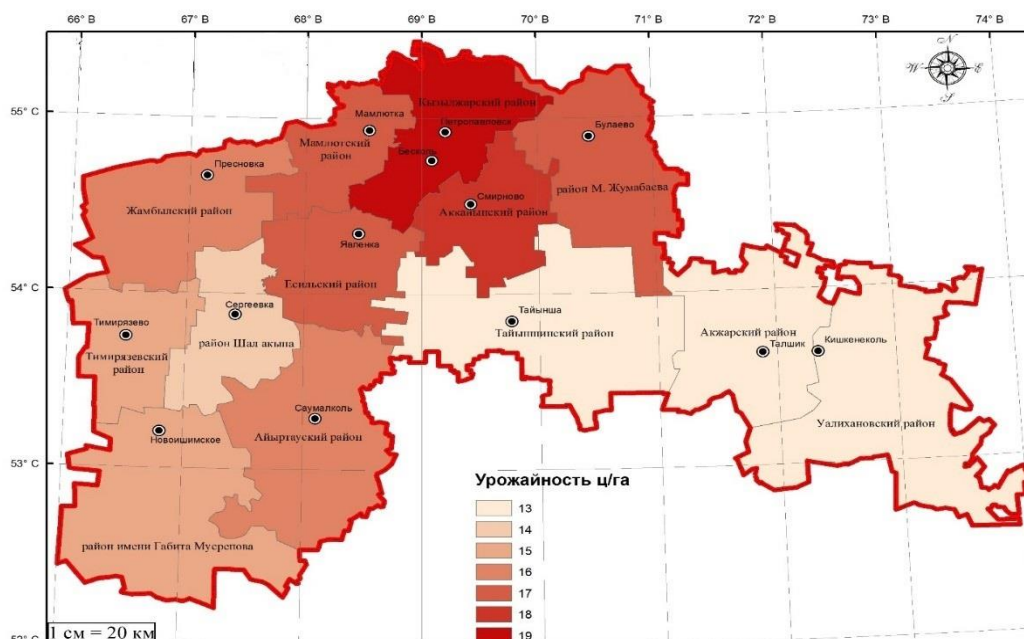 66° В 67° В 68° В 69° В 70° В 71° В 72° В 73° В 74° В
N
W E
S
55° С
Кызылжарский район
Мамлютка
Петропавловск
Булаево
Мамлютский
район
Бесколь
Пресновка
район М. Жумабаева
Смирново
Жамбылский район
Аккайынский район
Явленка
54° С
Есильский район
Сергеевка
Тимирязево
Тайынша
район Шал акына
Тайыншинский район
Акжарский район
Кишкенеколь
Талшик
Тимирязевский
район
Саумалколь
Новоишимское
Айыртауский район
Уалихановский район
53° С
Урожайность ц/га
13
14
15
район имени Габита Мусрепова
16
17
18
19
1 см = 20 км